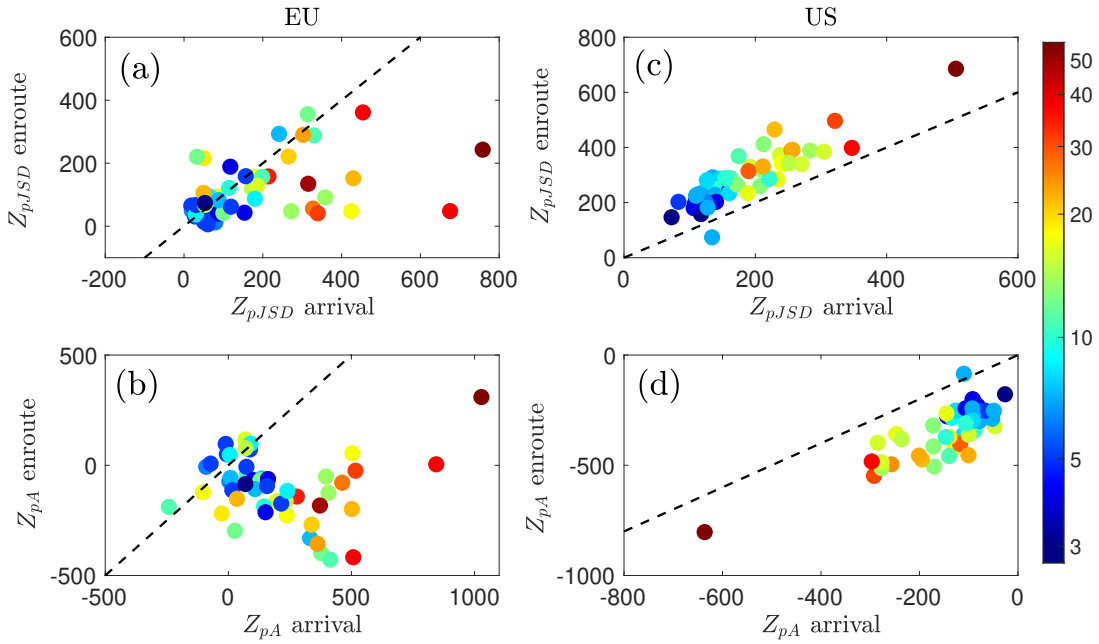 EU
US
(a)
600
400
200
0
-200
0
200
400
600
800
Z_{pJSD} enroute
Z_{pJSD} arrival
(c)
800
600
400
200
0
0
200
400
600
Z_{pJSD} enroute
Z_{pJSD} arrival
(b)
500
0
-500
-500
0
500
1000
Z_{pA} enroute
Z_{pA} arrival
(d)
0
-500
-1000
-800
-600
-400
-200
0
Z_{pA} enroute
Z_{pA} arrival
50
40
30
20
10
5
3